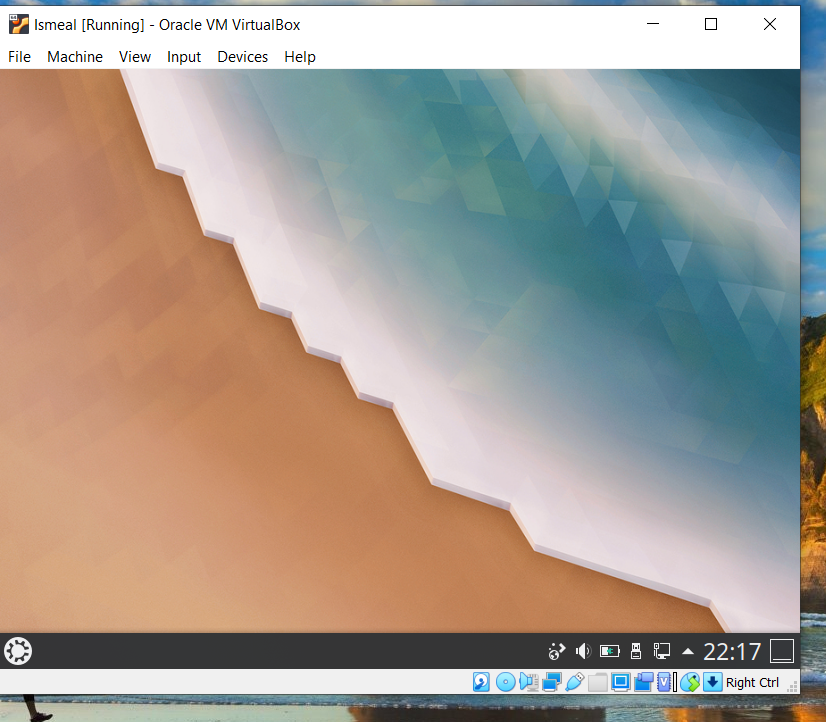 Ismeal [Running] - Oracle VM VirtualBox
File Machine View Input Devices Help
22:17
Right Ctrl